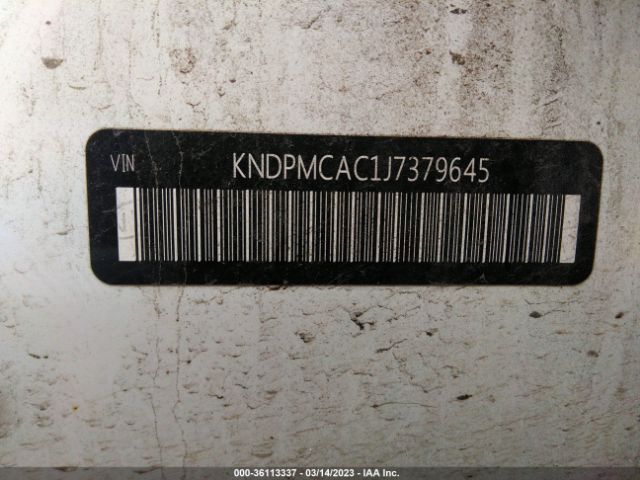 VIN KNDPMCAC1J7379645
000-36113337 - 03/14/2023 - IAA Inc.